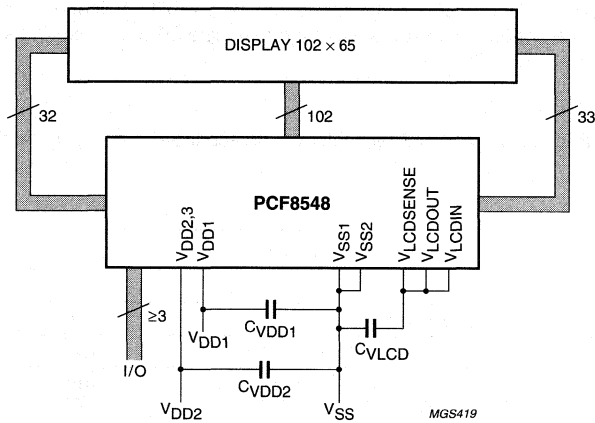 DISPLAY 102 × 65
32
102
33
PCF8548
VDD2,3
VDD1
VSS1
VSS2
VLCDSENSE
VLCDOUT
VLCDIN
≥3
I/O
VDD1
CVDD1
CVLCD
CVDD2
VDD2
VSS
MGS419